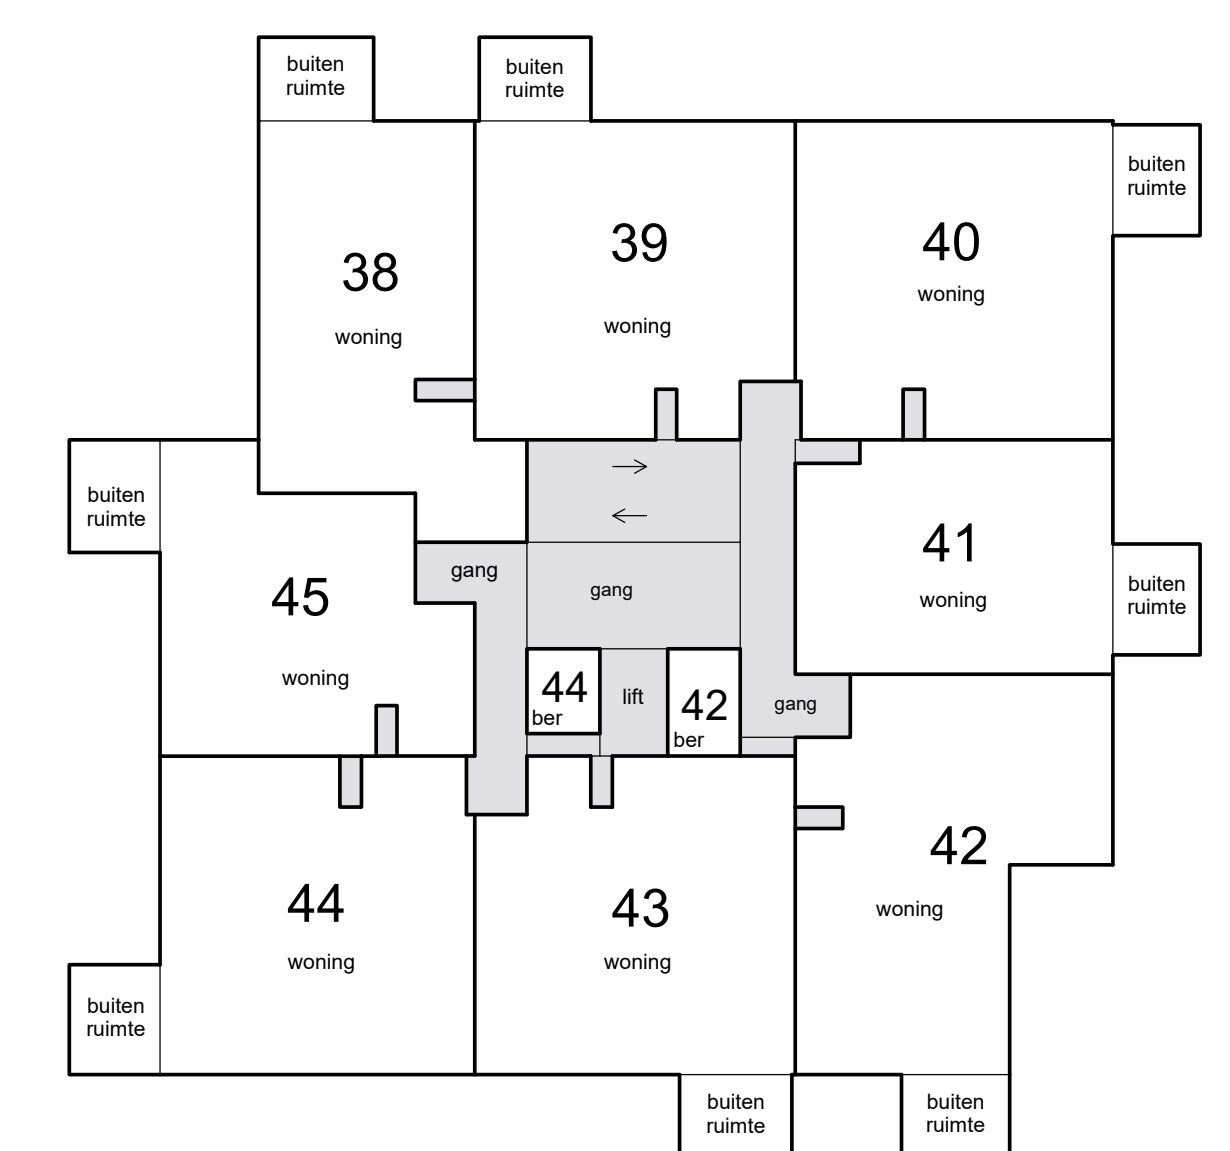 buiten
ruimte
buiten
ruimte
buiten
ruimte
38
woning
39
woning
40
woning
buiten
ruimte
45
woning
gang
gang
41
woning
buiten
ruimte
44
ber
lift
42
ber
gang
44
woning
43
woning
42
woning
buiten
ruimte
buiten
ruimte
buiten
ruimte